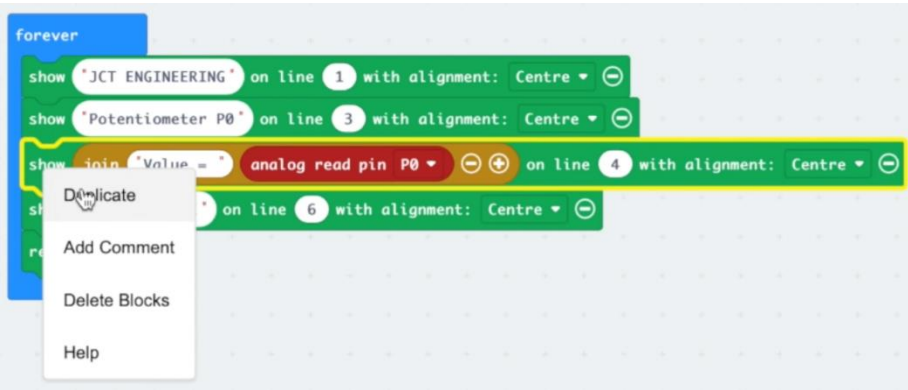 forever
show "JCT ENGINEERING" on line 1 with alignment: Centre
show "Potentiometer P0" on line 3 with alignment: Centre
show join "Value = " analog read pin P0 on line 4 with alignment: Centre
Duplicate
" on line 6 with alignment: Centre
Add Comment
Delete Blocks
Help